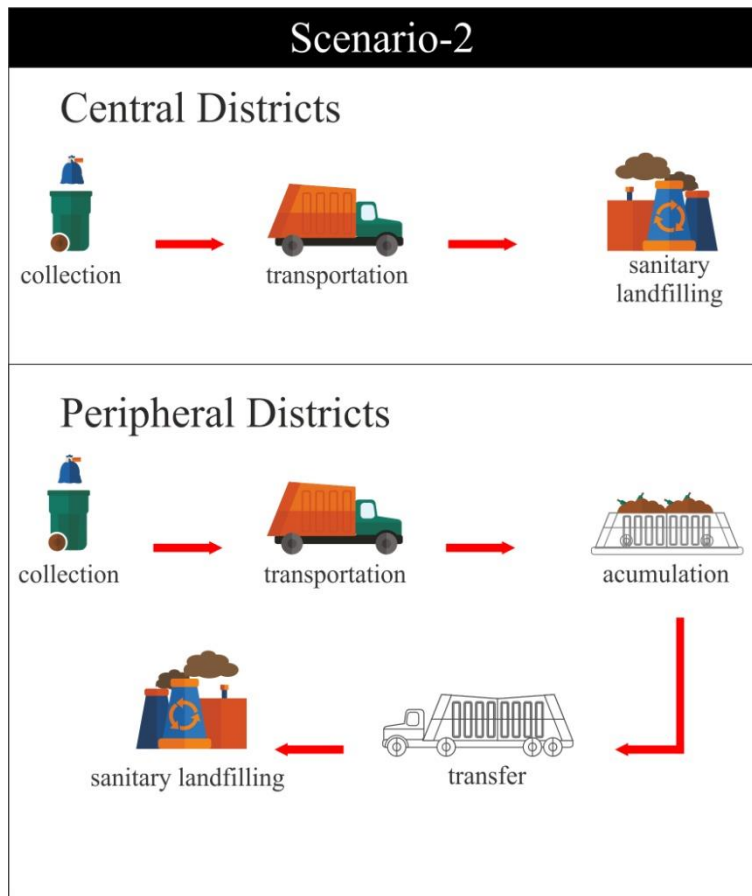 Scenario-2
Central Districts
collection
transportation
sanitary
landfilling
Peripheral Districts
collection
transportation
acumulation
sanitary landfilling
transfer